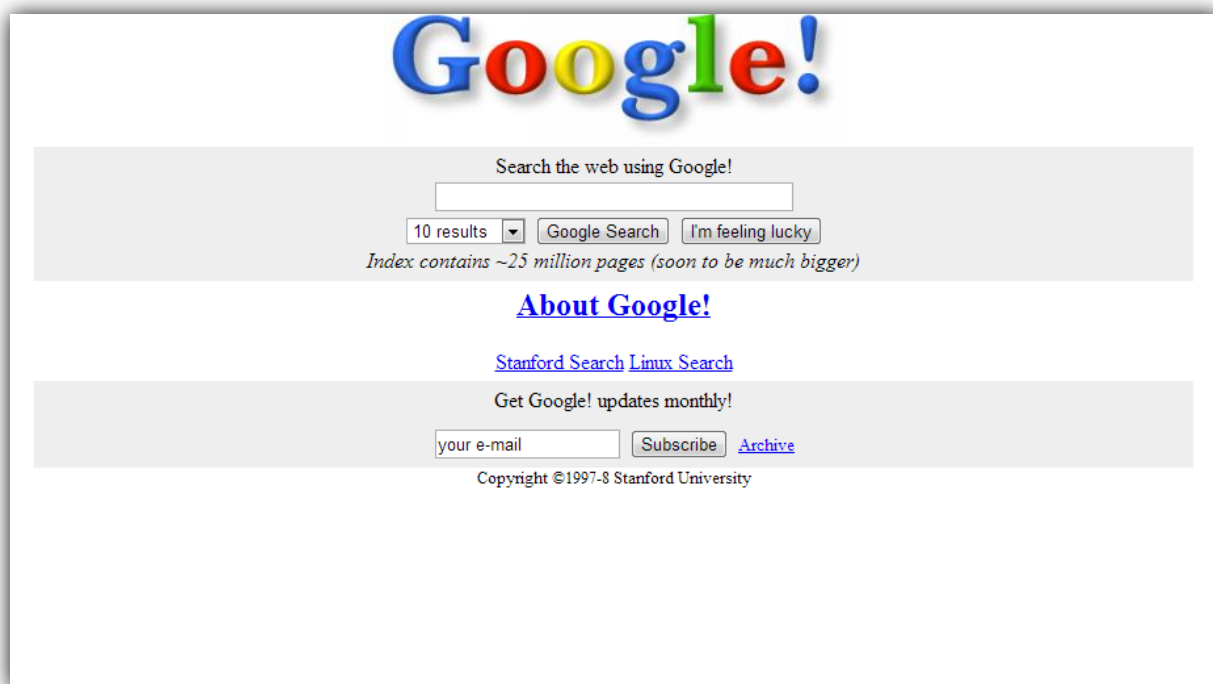 Google!
Search the web using Google!
10 results Google Search I'm feeling lucky
Index contains ~25 million pages (soon to be much bigger)
About Google!
Stanford Search Linux Search
Get Google! updates monthly!
your e-mail Subscribe Archive
Copyright ©1997-8 Stanford University